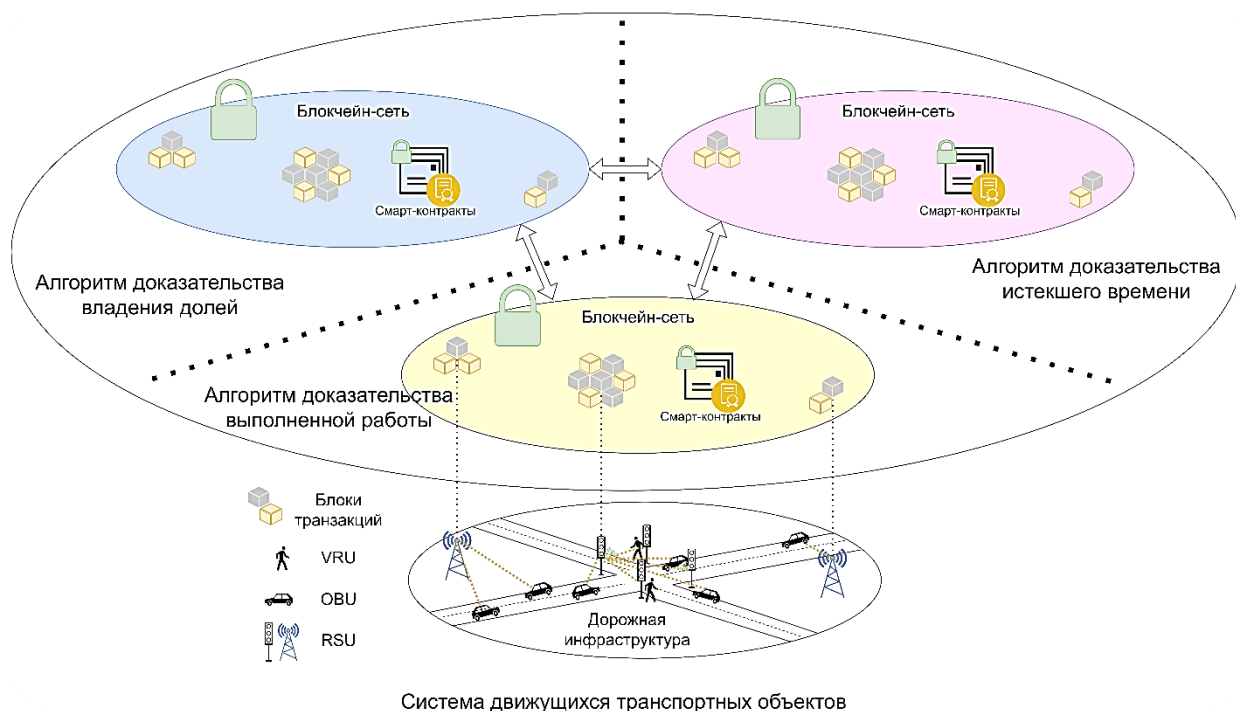 Блокчейн-сеть
Смарт-контракты
Блокчейн-сеть
Смарт-контракты
Алгоритм доказательства
владения долей
Алгоритм доказательства
истекшего времени
Блокчейн-сеть
Смарт-контракты
Алгоритм доказательства
выполненной работы
Блоки
транзакций
VRU
OBU
RSU
Дорожная
инфраструктура
Система движущихся транспортных объектов